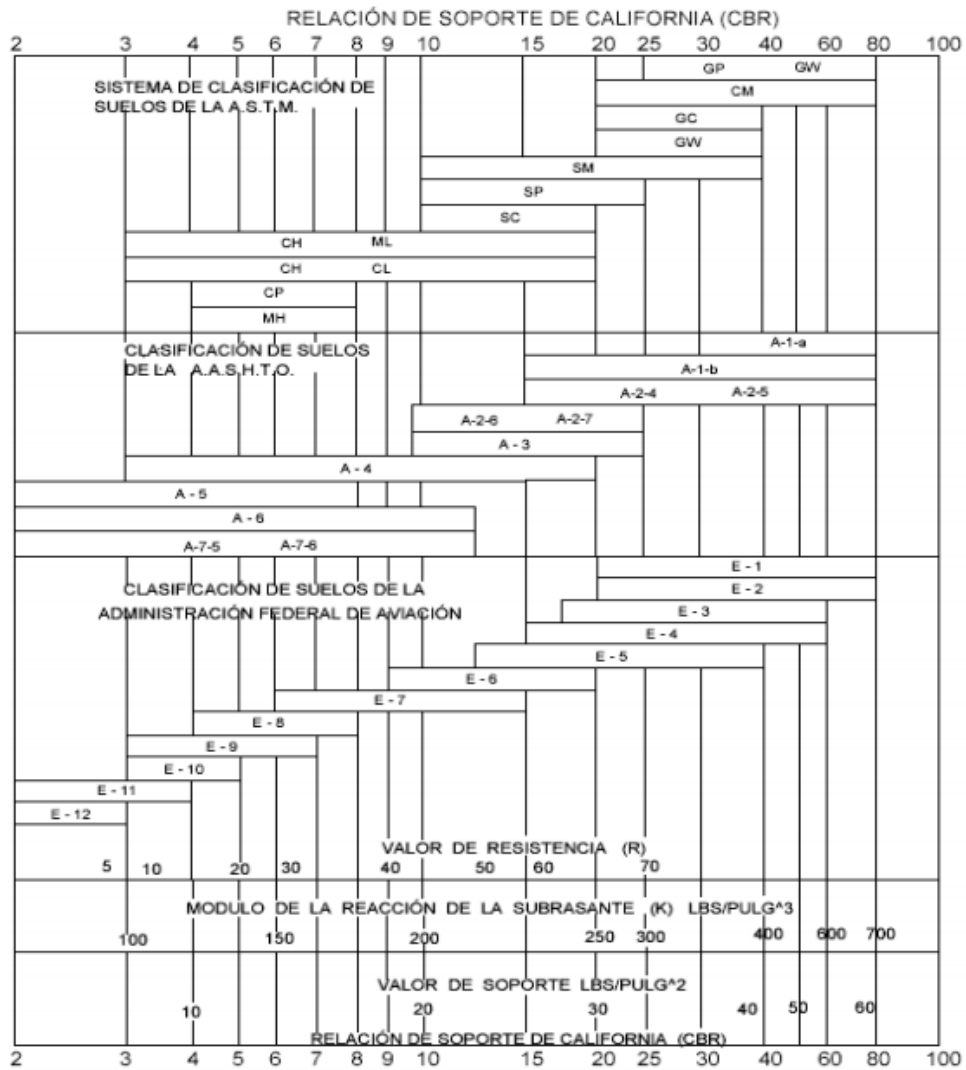 RELACIÓN DE SOPORTE DE CALIFORNIA (CBR)
2 3 4 5 6 7 8 9 10 15 20 25 30 40 60 80 100
GP GW
SISTEMA DE CLASIFICACIÓN DE
SUELOS DE LA A.S.T.M.
CM
GC
GW
SM
SP
SC
CH ML
CH CL
CP
MH
CLASIFICACIÓN DE SUELOS
DE LA A.A.S.H.T.O.
A-1-a
A-1-b
A-2-4 A-2-5
A-2-6 A-2-7
A - 3
A - 4
A - 5
A - 6
A-7-5 A-7-6
CLASIFICACIÓN DE SUELOS DE LA
ADMINISTRACIÓN FEDERAL DE AVIACIÓN
E - 1
E - 2
E - 3
E - 4
E - 5
E - 6
E - 7
E - 8
E - 9
E - 10
E - 11
E - 12
VALOR DE RESISTENCIA (R)
5 10 20 30 40 50 60 70
MODULO DE LA REACCIÓN DE LA SUBRASANTE (K) LBS/PULG^3
100 150 200 250 300 400 600 700
VALOR DE SOPORTE LBS/PULG^2
10 20 30 40 50 60
RELACIÓN DE SOPORTE DE CALIFORNIA (CBR)
2 3 4 5 6 7 8 9 10 15 20 25 30 40 60 80 100